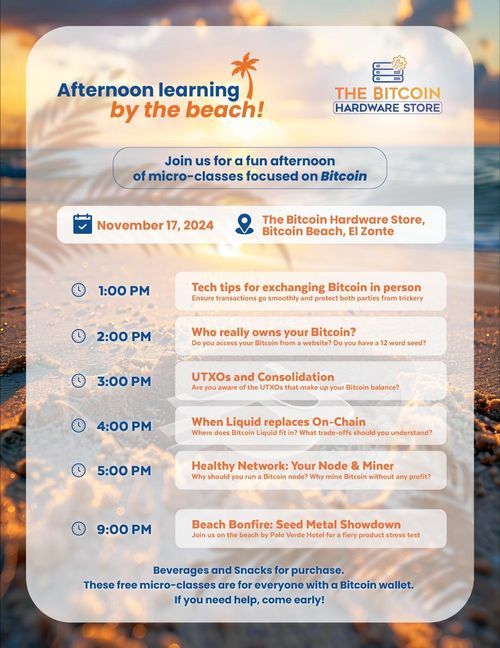 Afternoon learning
by the beach!
THE BITCOIN
HARDWARE STORE
Join us for a fun afternoon
of micro-classes focused on Bitcoin
November 17, 2024
The Bitcoin Hardware Store,
Bitcoin Beach, El Zonte
1:00 PM
Tech tips for exchanging Bitcoin in person
Ensure transactions go smoothly and protect both parties from trickery
2:00 PM
Who really owns your Bitcoin?
Do you access your Bitcoin from a website? Do you have a 12 word seed?
3:00 PM
UTXOs and Consolidation
Are you aware of the UTXOs that make up your Bitcoin balance?
4:00 PM
When Liquid replaces On-Chain
Where does Bitcoin Liquid fit in? What trade-offs should you understand?
5:00 PM
Healthy Network: Your Node & Miner
Why should you run a Bitcoin node? Why mine Bitcoin without any profit?
9:00 PM
Beach Bonfire: Seed Metal Showdown
Join us on the beach by Palo Verde Hotel for a fiery product stress test
Beverages and Snacks for purchase.
These free micro-classes are for everyone with a Bitcoin wallet.
If you need help, come early!